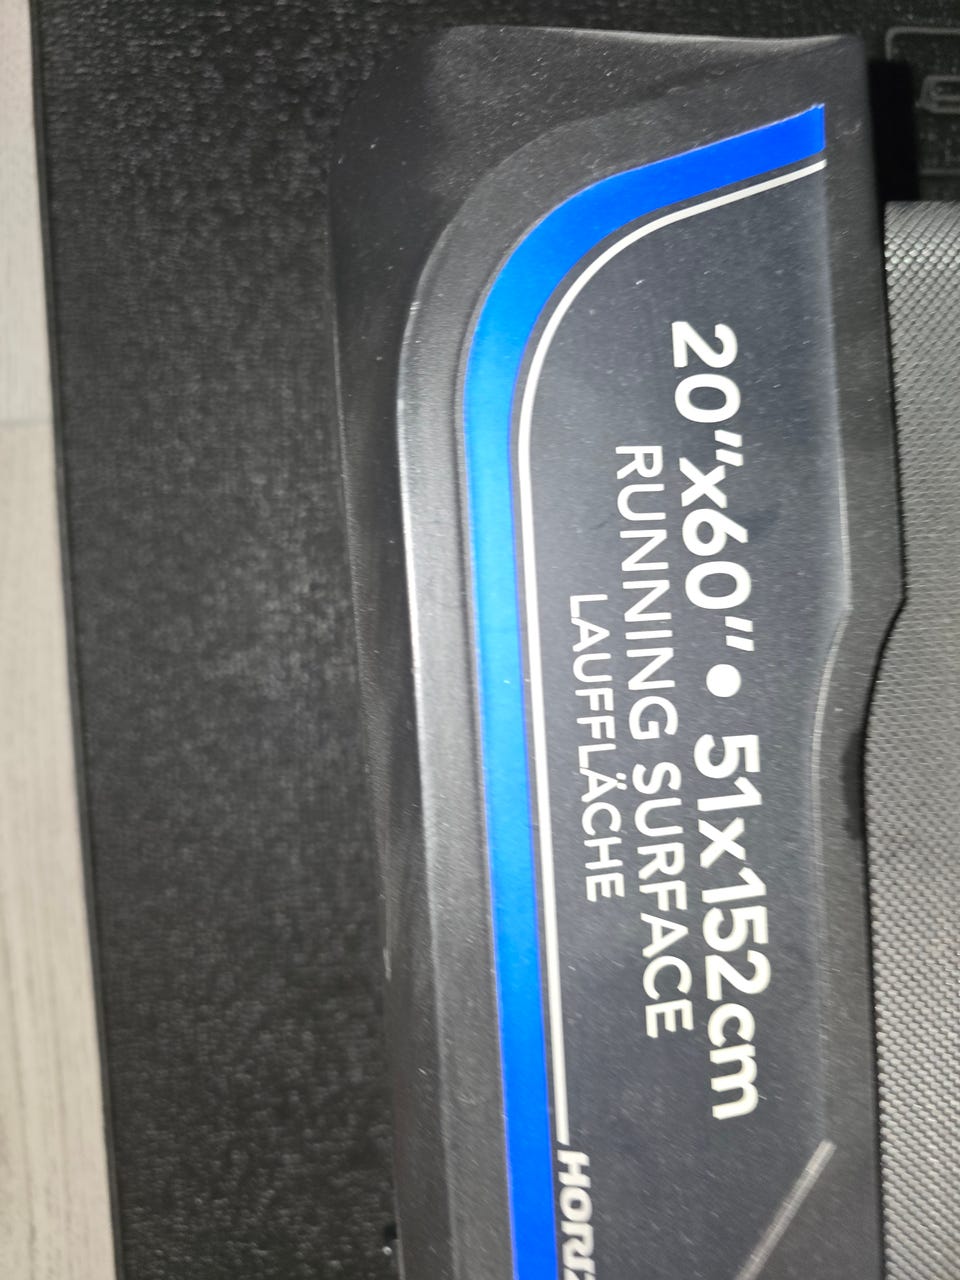 20"x60" • 51x152cm
RUNNING SURFACE
LAUFFLÄCHE